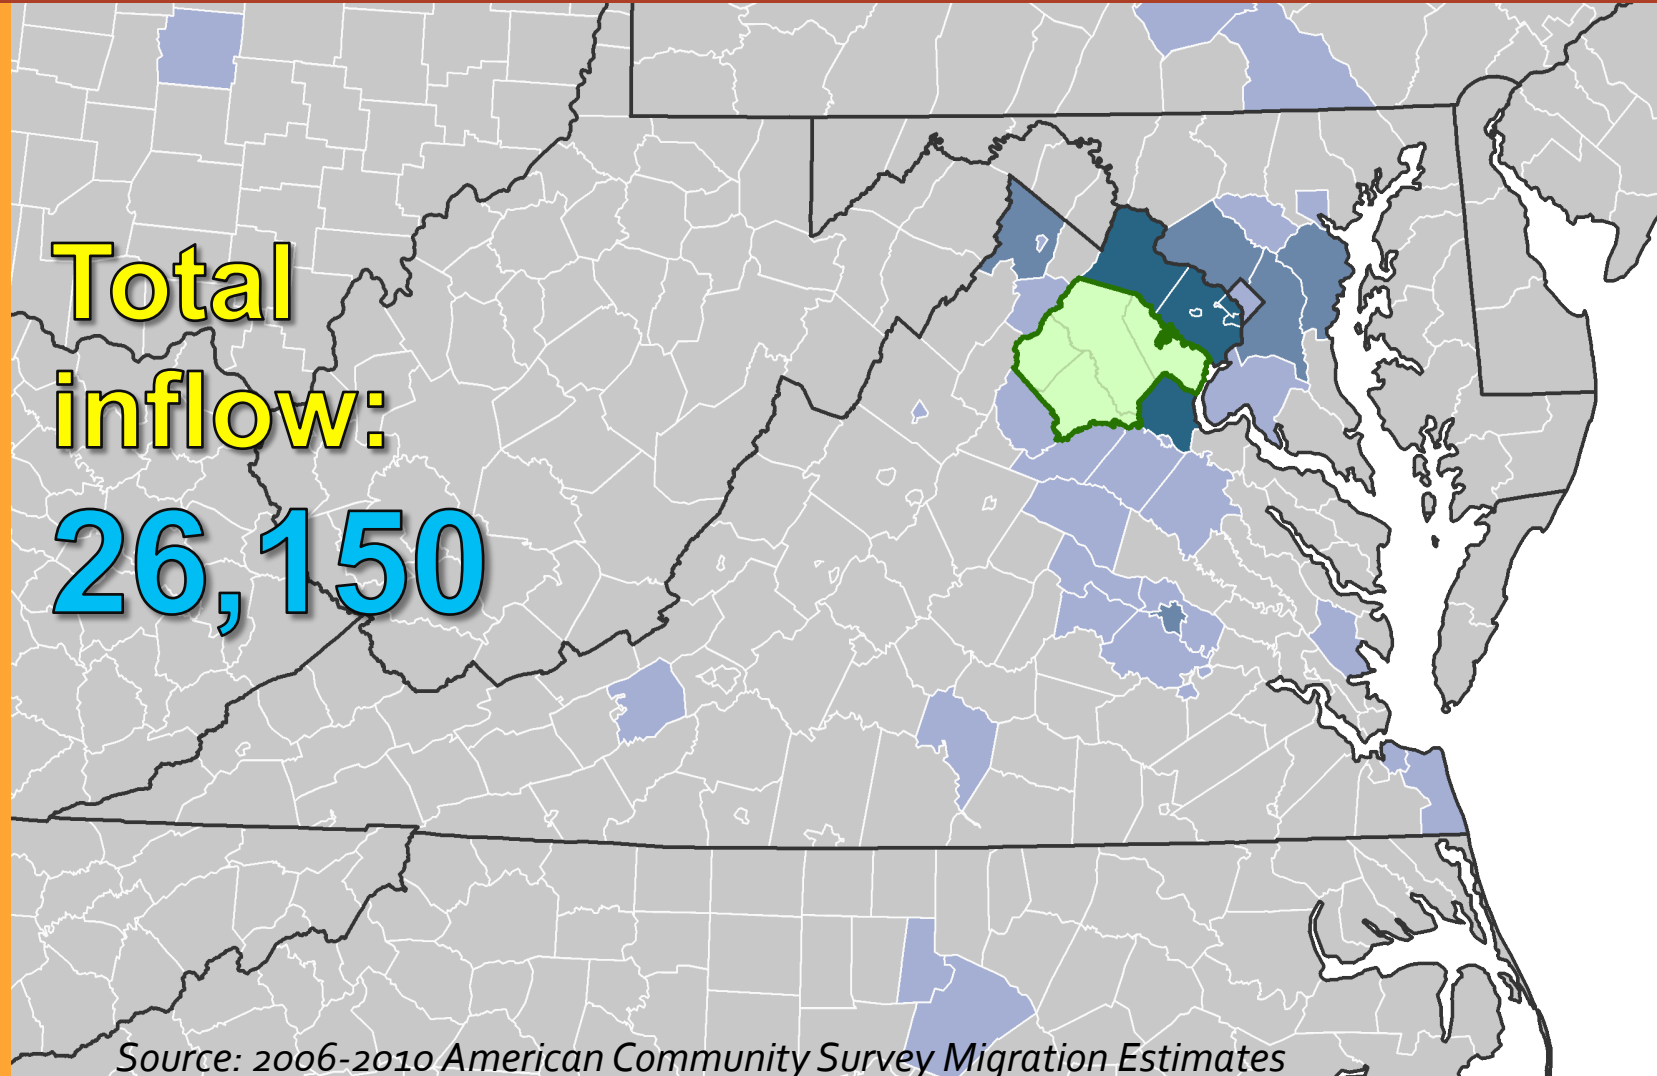 Total
inflow:
26,150
Source: 2006-2010 American Community Survey Migration Estimates